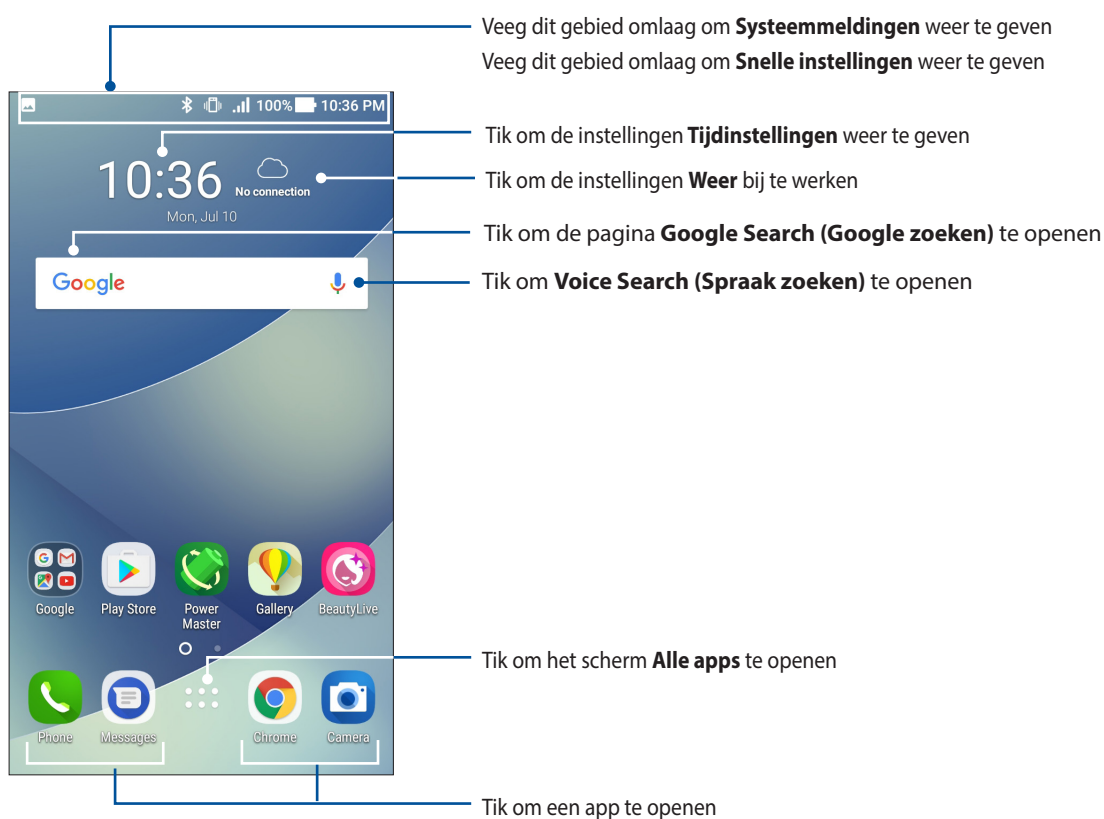 Veeg dit gebied omlaag om Systeemmeldingen weer te geven
Veeg dit gebied omlaag om Snelle instellingen weer te geven
100% 10:36 PM
Tik om de instellingen Tijdinstellingen weer te geven
10:36
No connection
Tik om de instellingen Weer bij te werken
Mon, Jul 10
Tik om de pagina Google Search (Google zoeken) te openen
Google
Tik om Voice Search (Spraak zoeken) te openen
Google
Play Store
Power
Master
Gallery
BeautyLive
Tik om het scherm Alle apps te openen
Phone
Messages
Chrome
Camera
Tik om een app te openen